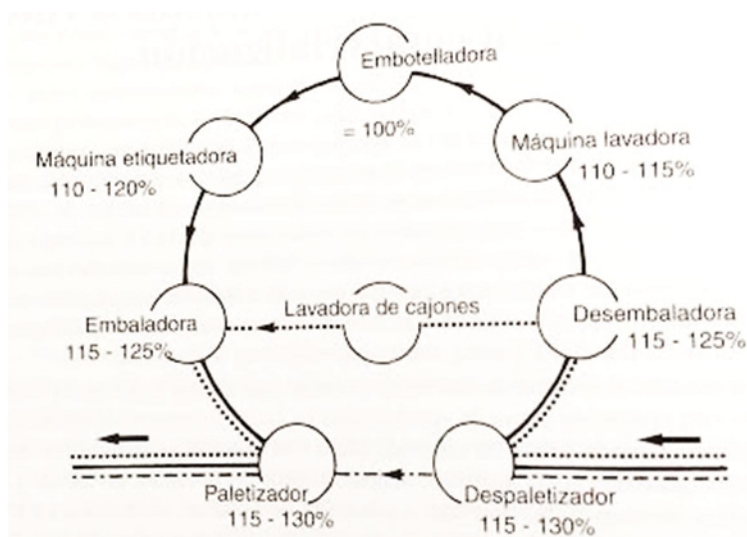 Embotelladora
= 100%
Máquina lavadora
110 - 115%
Máquina etiquetadora
110 - 120%
Lavadora de cajones
Desembaladora
115 - 125%
Embaladora
115 - 125%
Paletizador
115 - 130%
Despaletizador
115 - 130%